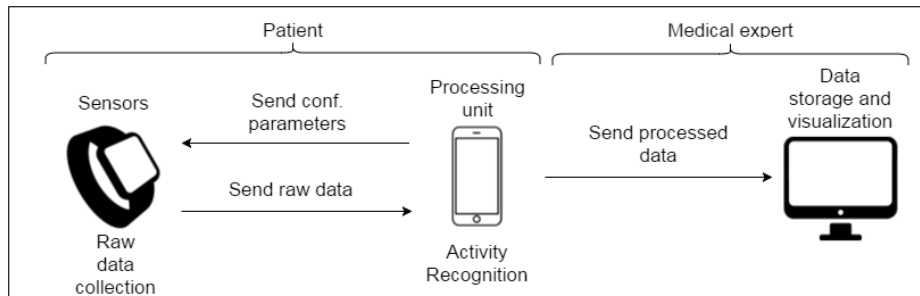 Patient
Medical expert
Sensors
Send conf.
parameters
Processing
unit
Data
storage and
visualization
Send processed
data
Send raw data
Raw
data
collection
Activity
Recognition